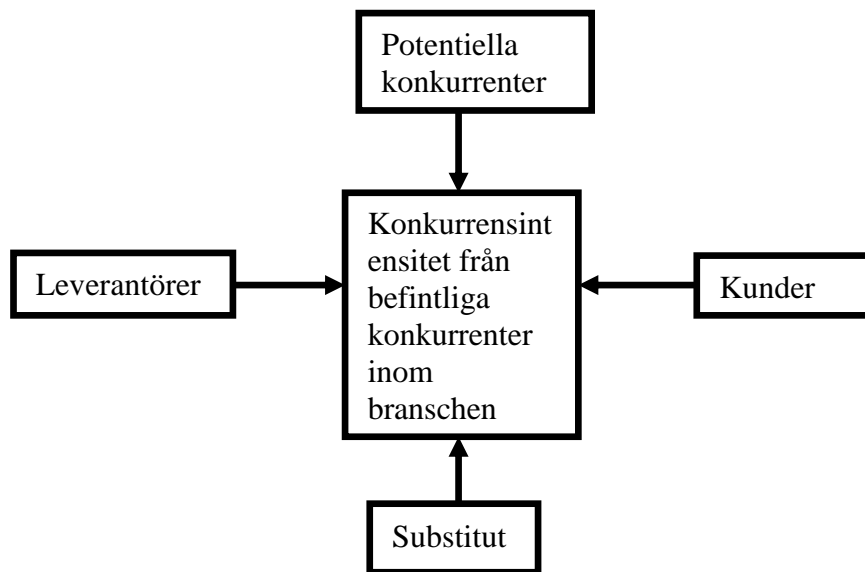 Potentiella
konkurrenter
Leverantörer
Konkurrensint
ensitet från
befintliga
konkurrenter
inom
branschen
Kunder
Substitut